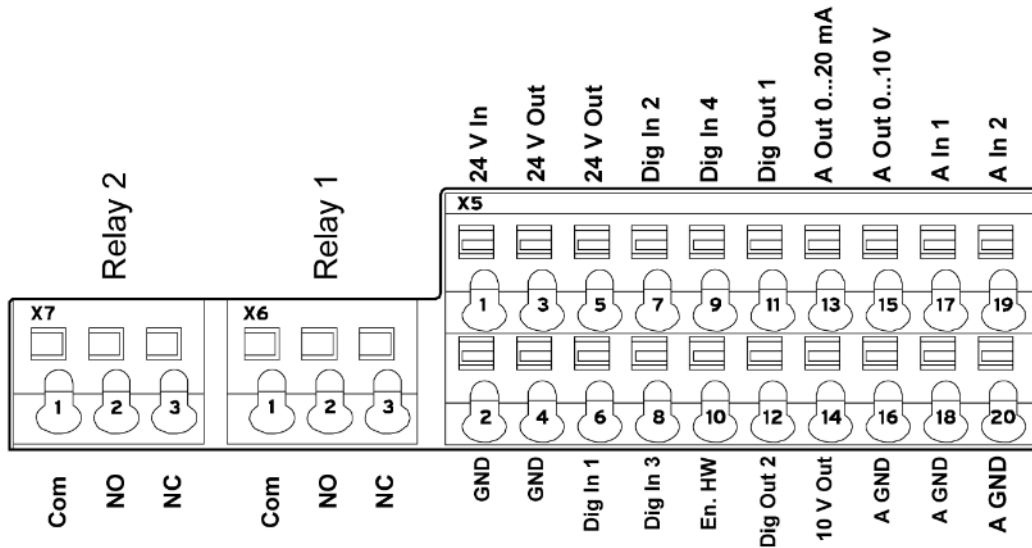 24 V In
24 V Out
24 V Out
Dig In 2
Dig In 4
Dig Out 1
A Out 0...20 mA
A Out 0...10 V
A In 1
A In 2
Relay 2
Relay 1
X5
1 3 5 7 9 11 13 15 17 19
X7
X6
1 2 3
1 2 3
2 4 6 8 10 12 14 16 18 20
Com
NO
NC
Com
NO
NC
GND
GND
Dig In 1
Dig In 3
En. HW
Dig Out 2
10 V Out
A GND
A GND
A GND